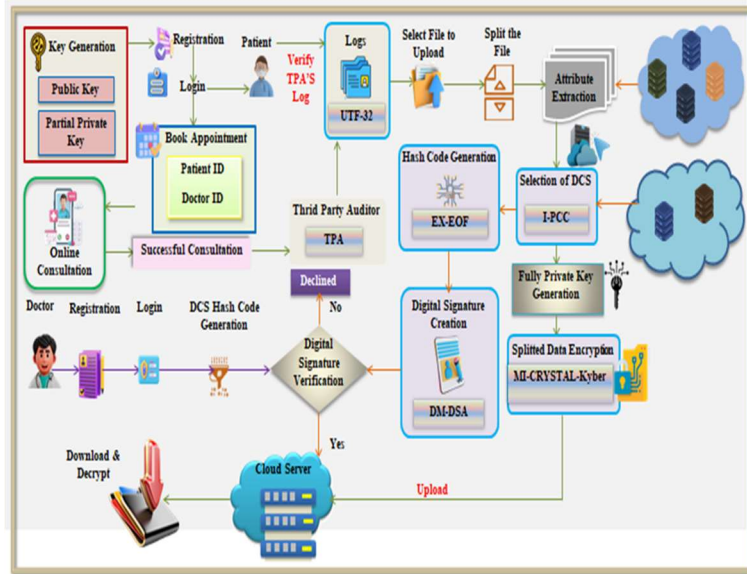 Key Generation
Public Key
Partial Private
Key
Registration
Login
Patient
Verify
TPA'S
Log
Logs
UTF-32
Select File to
Upload
Split the
File
Attribute
Extraction
Book Appointment
Patient ID
Doctor ID
Online
Consultation
Successful Consultation
Thrid Party Auditor
TPA
Hash Code Generation
EX-EOF
Selection of DCS
I-PCC
Fully Private Key
Generation
Declined
No
Doctor
Registration
Login
DCS Hash Code
Generation
Digital
Signature
Verification
Digital Signature
Creation
DM-DSA
Splitted Data Encryption
MI-CRYSTAL-Kyber
Yes
Download &
Decrypt
Cloud Server
Upload